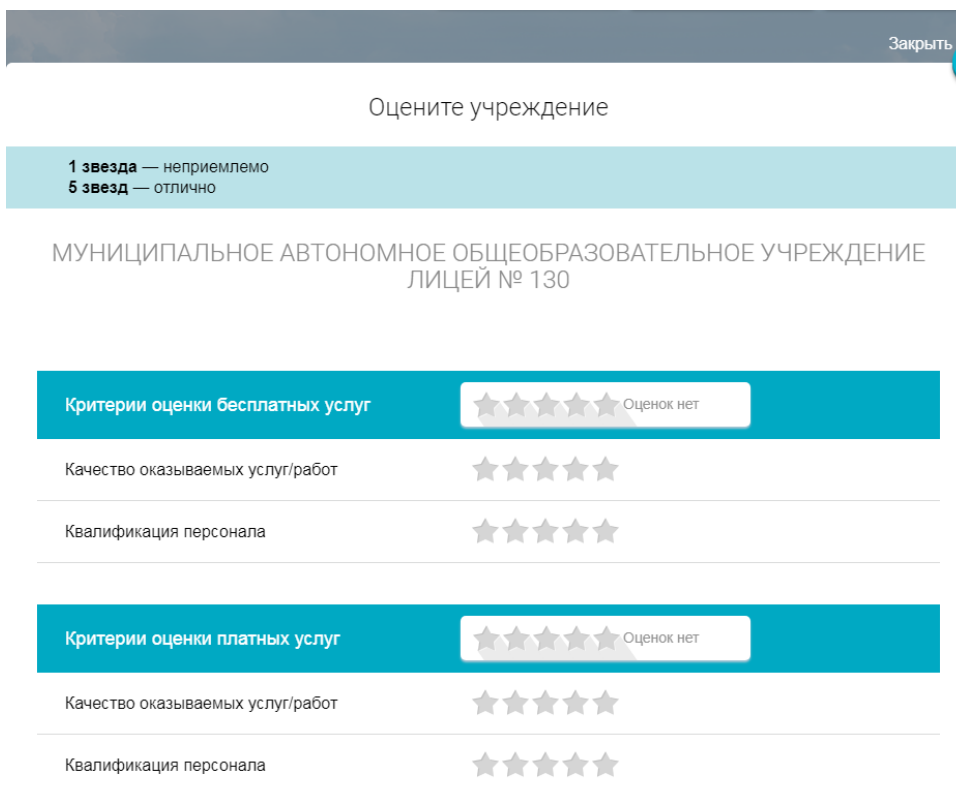 Закрыть
Оцените учреждение
1 звезда — неприемлемо
5 звезд — отлично
МУНИЦИПАЛЬНОЕ АВТОНОМНОЕ ОБЩЕОБРАЗОВАТЕЛЬНОЕ УЧРЕЖДЕНИЕ
ЛИЦЕЙ № 130
Критерии оценки бесплатных услуг Оценок нет
Качество оказываемых услуг/работ
Квалификация персонала
Критерии оценки платных услуг Оценок нет
Качество оказываемых услуг/работ
Квалификация персонала